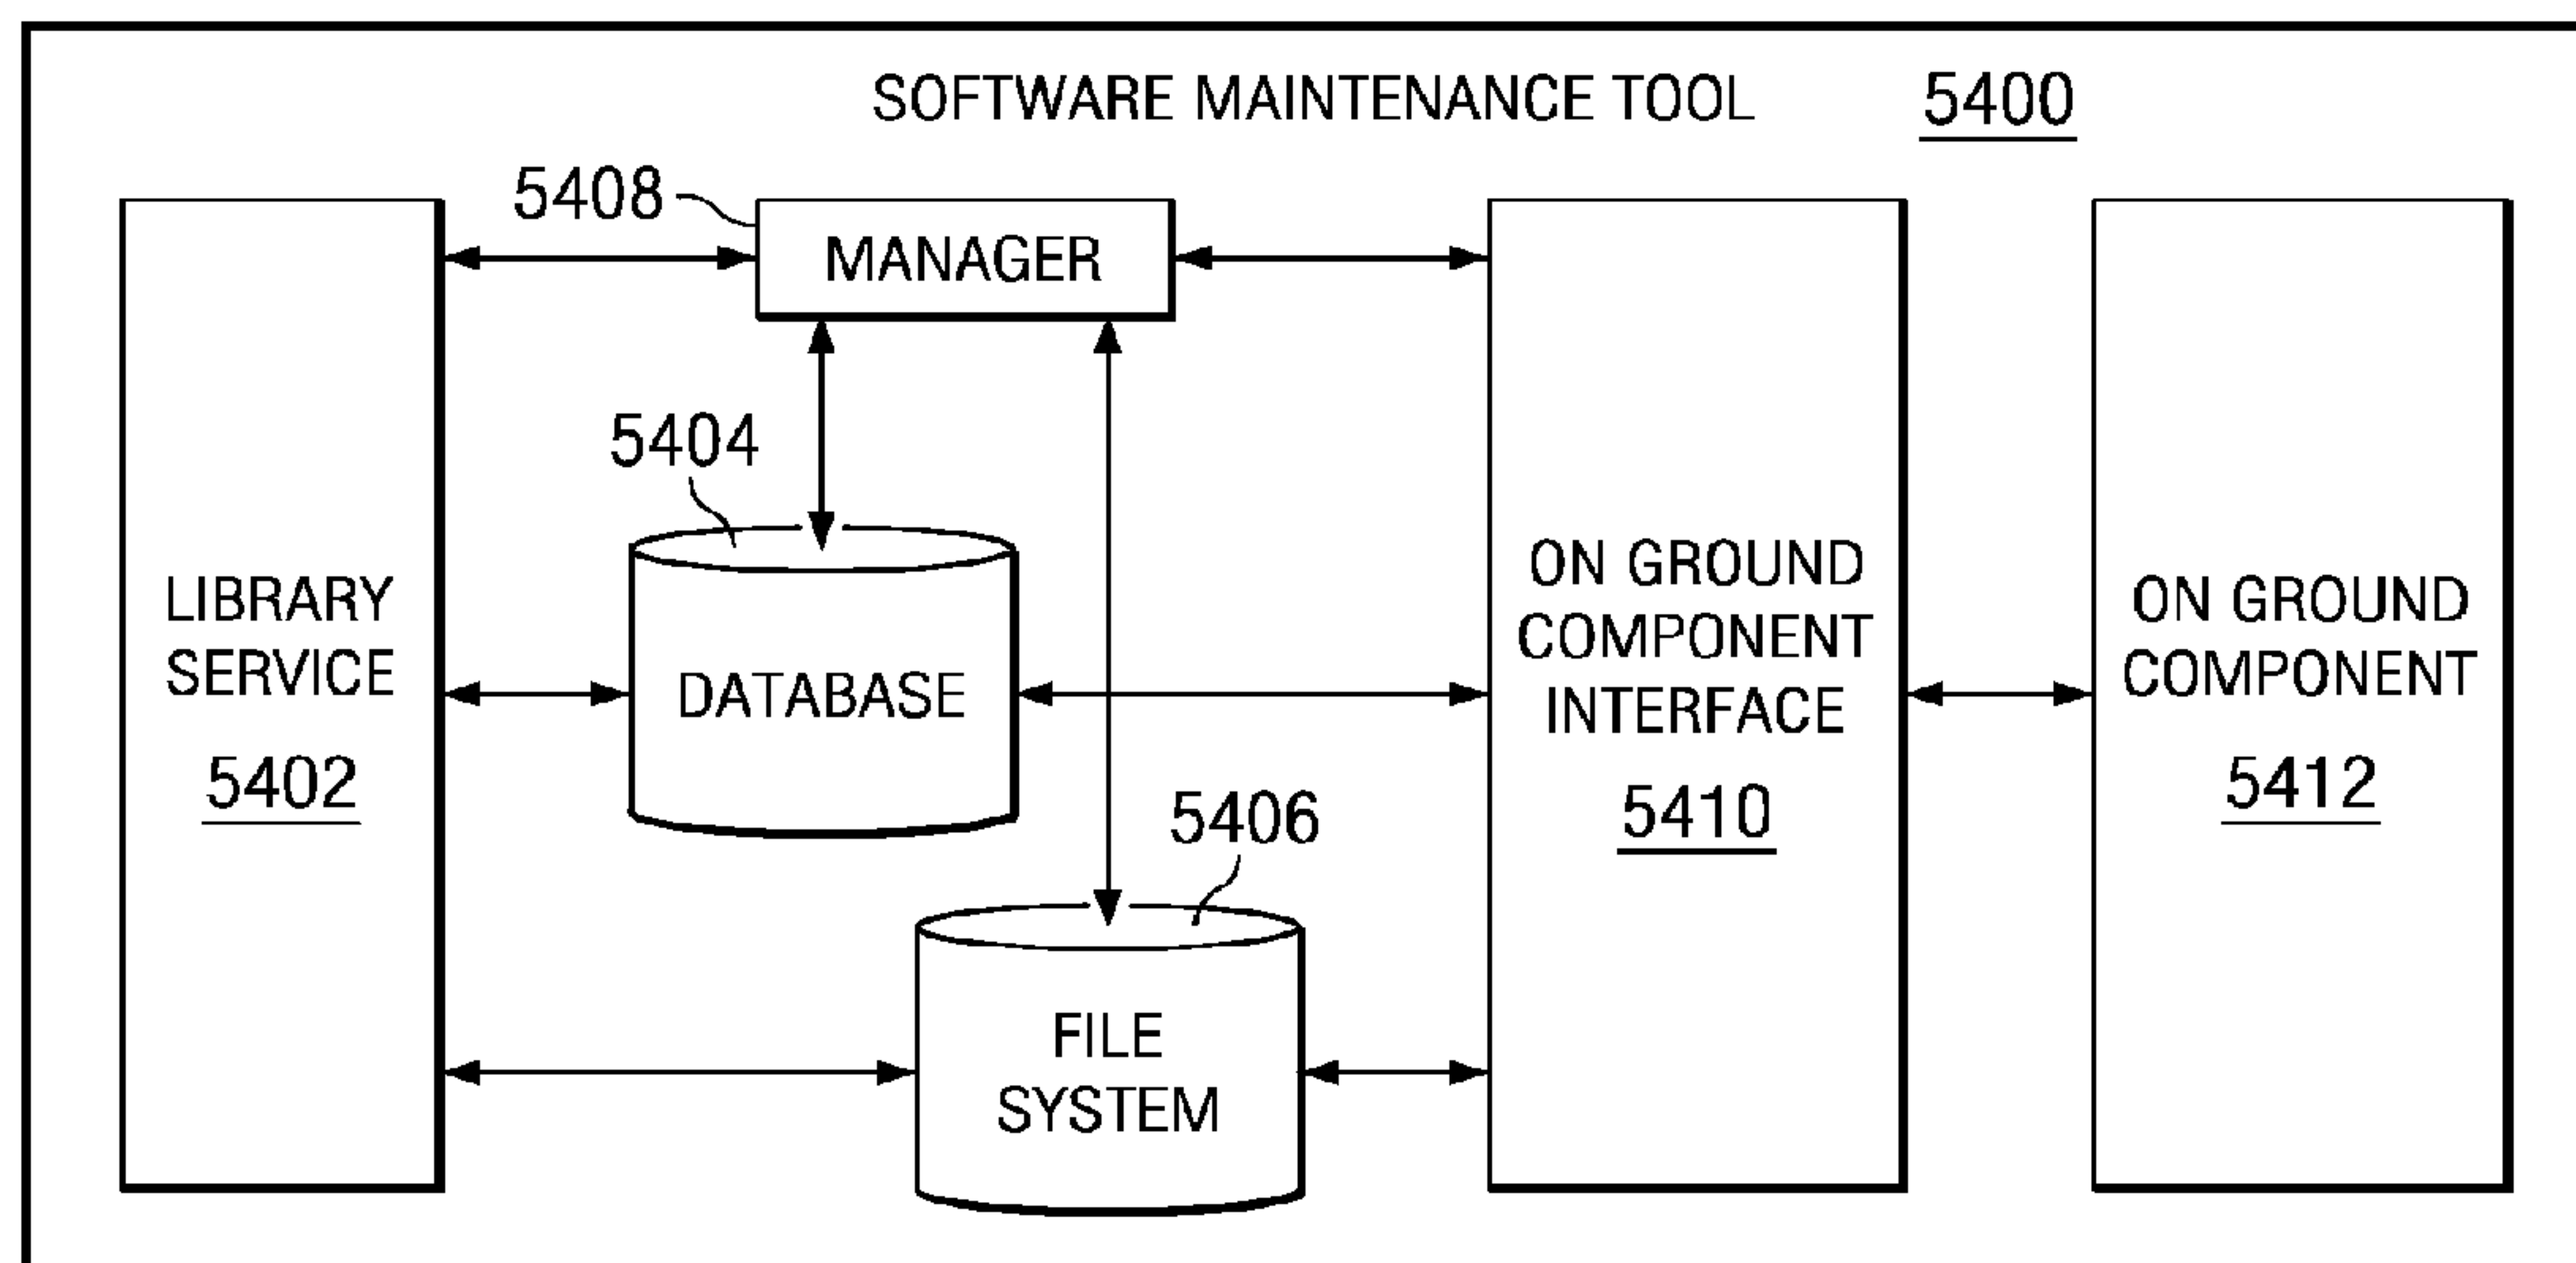 SOFTWARE MAINTENANCE TOOL 5400
5408
MANAGER
5404
LIBRARY
SERVICE
5402
DATABASE
5406
FILE
SYSTEM
ON GROUND
COMPONENT
INTERFACE
5410
ON GROUND
COMPONENT
5412